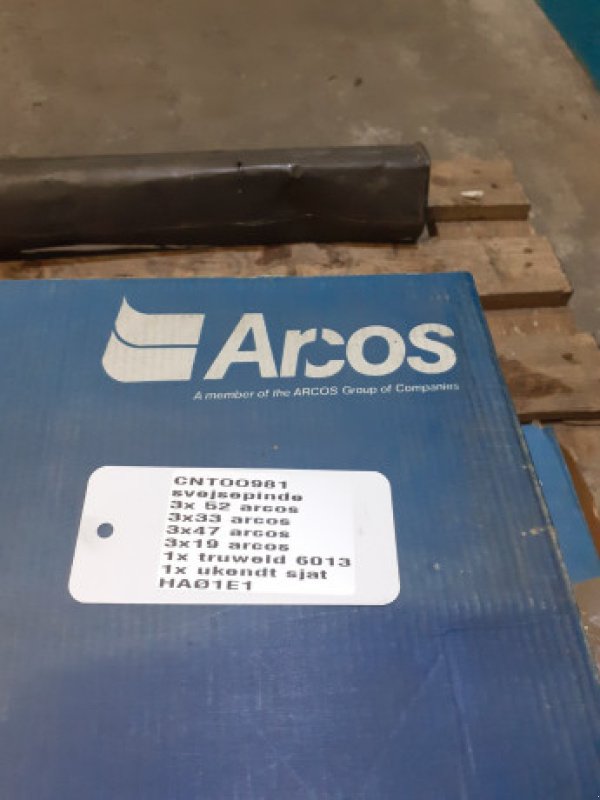 Arcos
A member of the ARCOS Group of Companies
CNT00981
svejsepinde
3x 52 arcos
3x33 arcos
3x47 arcos
3x19 arcos
1x truweld 6013
1x ukendt sjat
HAØ1E1